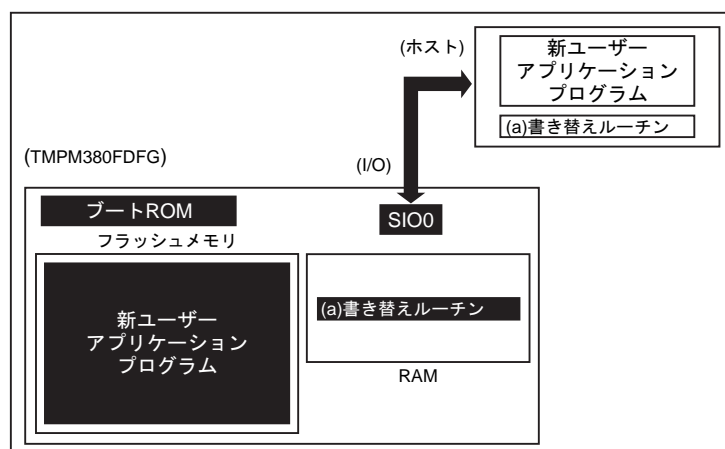 (ホスト)
新ユーザー
アプリケーション
プログラム
(a)書き替えルーチン
(TMPM380FDFG)
(I/O)
ブートROM
SIO0
フラッシュメモリ
新ユーザー
アプリケーション
プログラム
(a)書き替えルーチン
RAM